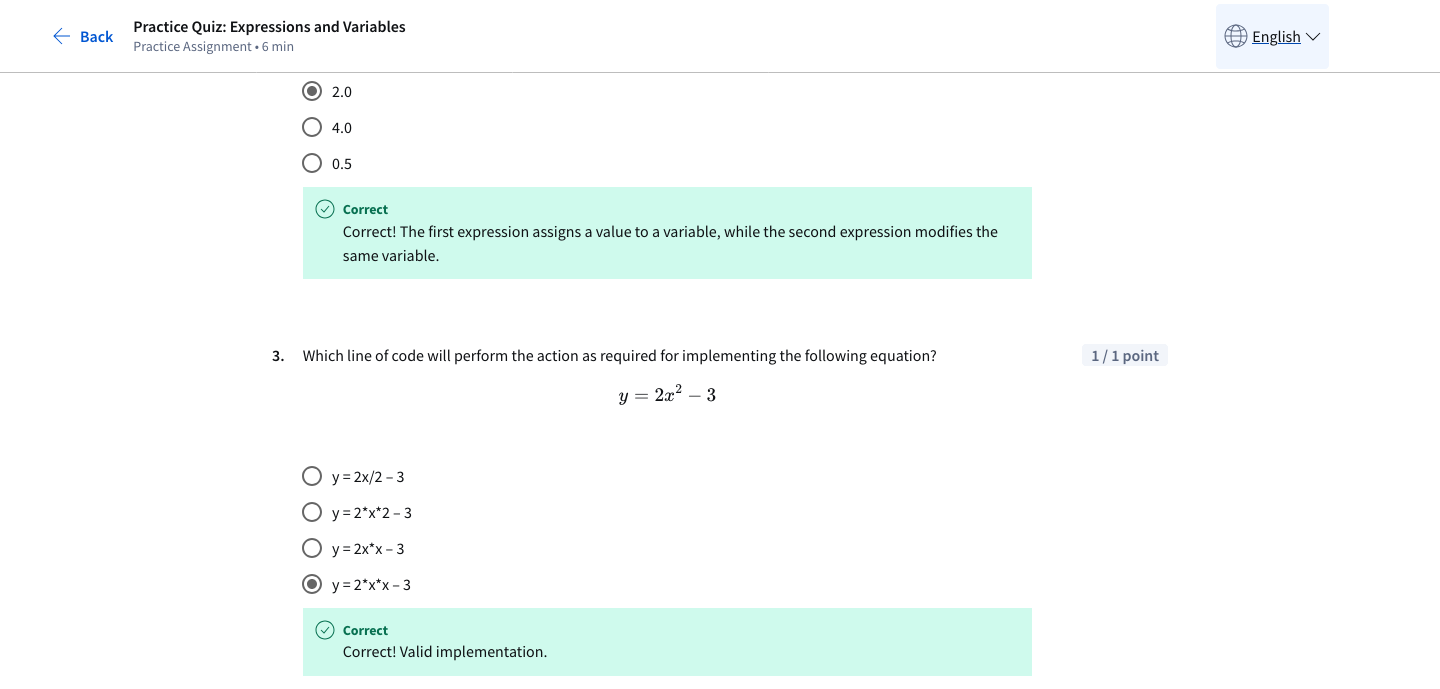 Back
Practice Quiz: Expressions and Variables
Practice Assignment • 6 min
English
2.0
4.0
0.5
Correct
Correct! The first expression assigns a value to a variable, while the second expression modifies the
same variable.
3. Which line of code will perform the action as required for implementing the following equation?
1 / 1 point
y = 2x² − 3
y = 2x/2 – 3
y = 2*x*2 – 3
y = 2x*x – 3
y = 2*x*x – 3
Correct
Correct! Valid implementation.